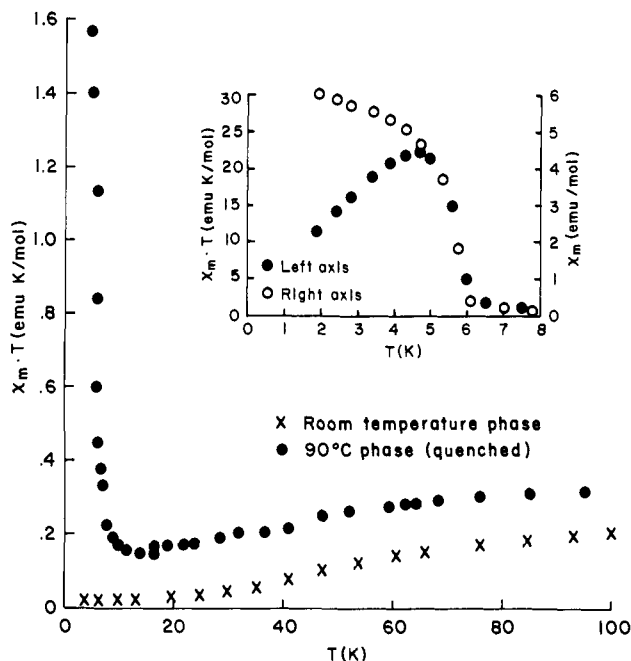 1.6
1.4
1.2
1.0
.8
.6
.4
.2
0
χm · T (emu K/mol)
0 20 40 60 80 100
T(K)
30
25
20
15
10
5
0
χm · T (emu K/mol)
6
5
4
3
2
1
0
χm (emu/mol)
0 1 2 3 4 5 6 7 8
T(K)
● Left axis
○ Right axis
× Room temperature phase
● 90°C phase (quenched)